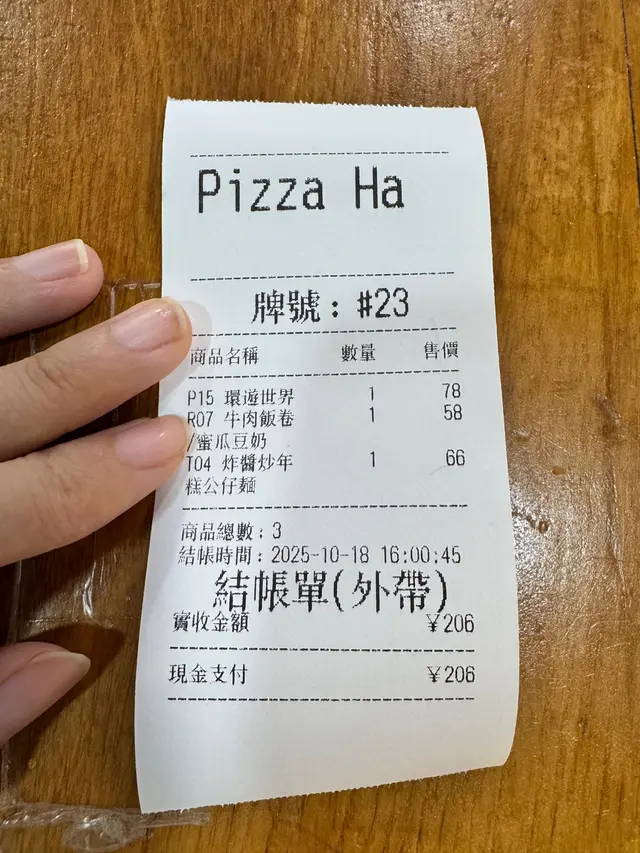 Pizza Ha
牌號：#23
商品名稱 數量 售價
P15 環遊世界 1 78
R07 牛肉飯卷 1 58
/蜜瓜豆奶
T04 炸醬炒年 1 66
糕公仔麵
商品總數：3
結帳時間：2025-10-18 16:00:45
結帳單(外帶)
實收金額 ¥206
現金支付 ¥206